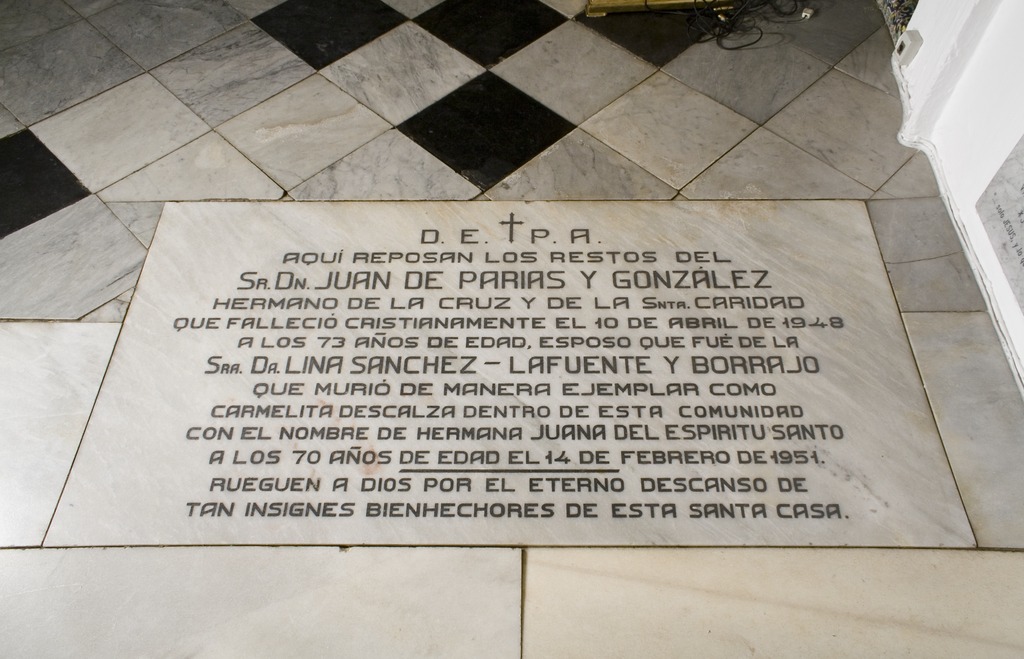 D. E. † P. A.
AQUÍ REPOSAN LOS RESTOS DEL
SR. DN. JUAN DE PARIAS Y GONZÁLEZ
HERMANO DE LA CRUZ Y DE LA SNTA. CARIDAD
QUE FALLECIÓ CRISTIANAMENTE EL 10 DE ABRIL DE 1948
A LOS 73 AÑOS DE EDAD, ESPOSO QUE FUÉ DE LA
SRA. DA. LINA SANCHEZ - LAFUENTE Y BORRAJO
QUE MURIÓ DE MANERA EJEMPLAR COMO
CARMELITA DESCALZA DENTRO DE ESTA COMUNIDAD
CON EL NOMBRE DE HERMANA JUANA DEL ESPIRITU SANTO
A LOS 70 AÑOS DE EDAD EL 14 DE FEBRERO DE 1951.
RUEGUEN A DIOS POR EL ETERNO DESCANSO DE
TAN INSIGNES BIENHECHORES DE ESTA SANTA CASA.
solo JESUS, y lo